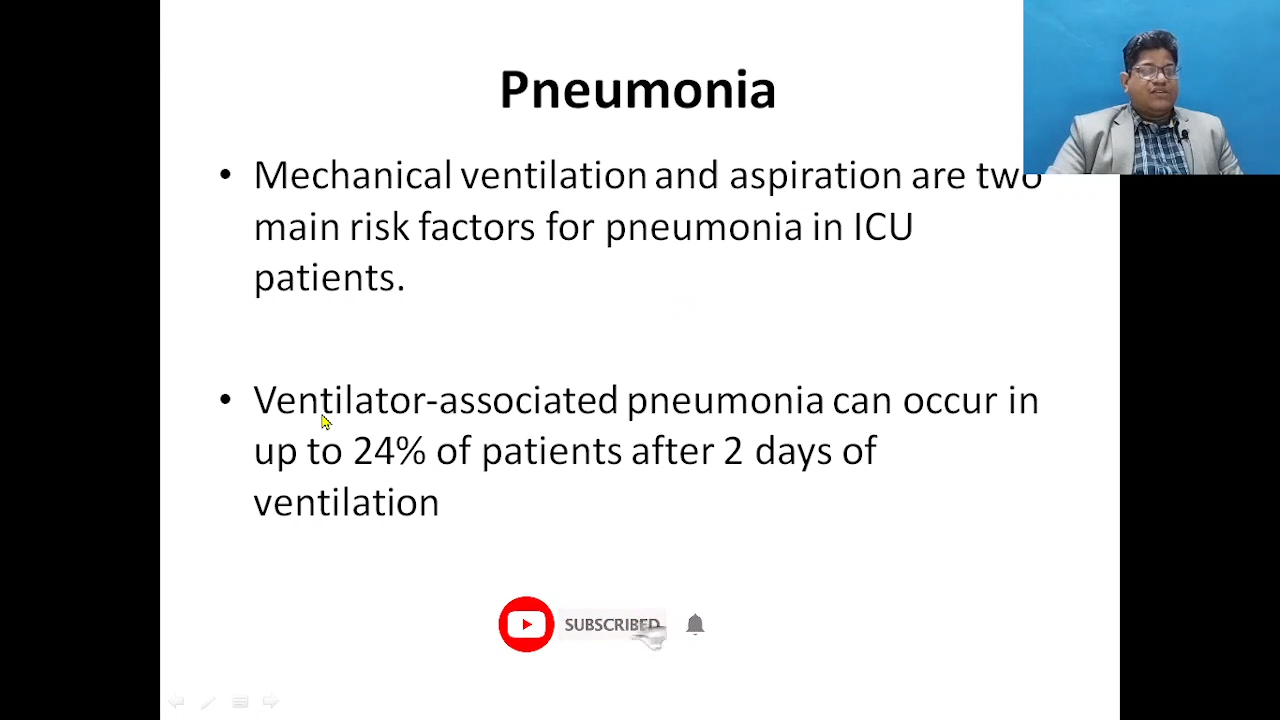 Pneumonia
• Mechanical ventilation and aspiration are two
main risk factors for pneumonia in ICU
patients.
• Ventilator-associated pneumonia can occur in
up to 24% of patients after 2 days of
ventilation
SUBSCRIBED